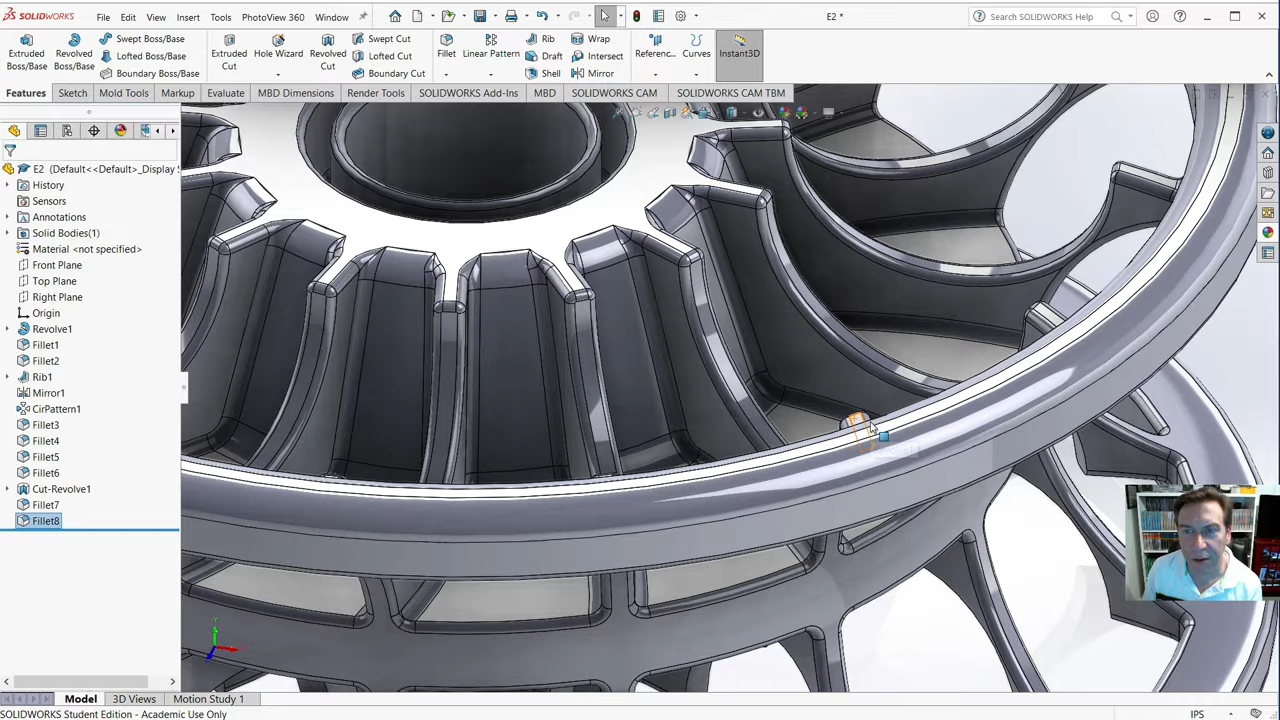 SOLIDWORKS File Edit View Insert Tools PhotoView 360 Window E2 * Search SOLIDWORKS Help
Extruded Boss/Base
Revolved Boss/Base
Swept Boss/Base
Lofted Boss/Base
Boundary Boss/Base
Extruded Cut
Hole Wizard
Revolved Cut
Swept Cut
Lofted Cut
Boundary Cut
Fillet
Linear Pattern
Rib
Draft
Shell
Wrap
Intersect
Mirror
Referenc...
Curves
Instant3D
Features Sketch Mold Tools Markup Evaluate MBD Dimensions Render Tools SOLIDWORKS Add-Ins MBD SOLIDWORKS CAM SOLIDWORKS CAM TBM
E2 (Default<<Default>_Display S
History
Sensors
Annotations
Solid Bodies(1)
Material <not specified>
Front Plane
Top Plane
Right Plane
Origin
Revolve1
Fillet1
Fillet2
Rib1
Mirror1
CirPattern1
Fillet3
Fillet4
Fillet5
Fillet6
Cut-Revolve1
Fillet7
Fillet8
Model 3D Views Motion Study 1
SOLIDWORKS Student Edition - Academic Use Only IPS